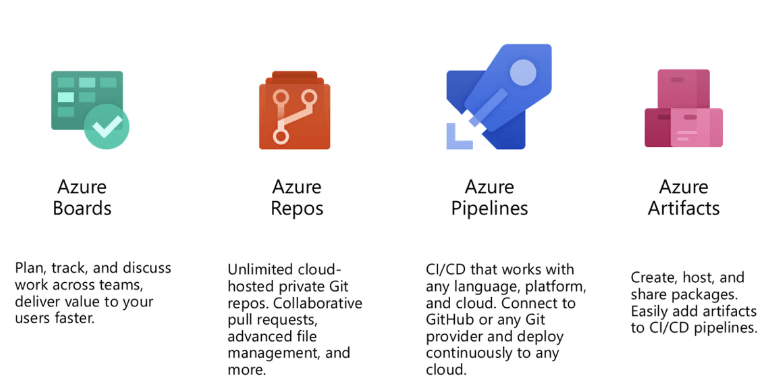 Azure
Boards
Plan, track, and discuss
work across teams,
deliver value to your
users faster.
Azure
Repos
Unlimited cloud-
hosted private Git
repos. Collaborative
pull requests,
advanced file
management, and
more.
Azure
Pipelines
CI/CD that works with
any language, platform,
and cloud. Connect to
GitHub or any Git
provider and deploy
continuously to any
cloud.
Azure
Artifacts
Create, host, and
share packages.
Easily add artifacts
to CI/CD pipelines.